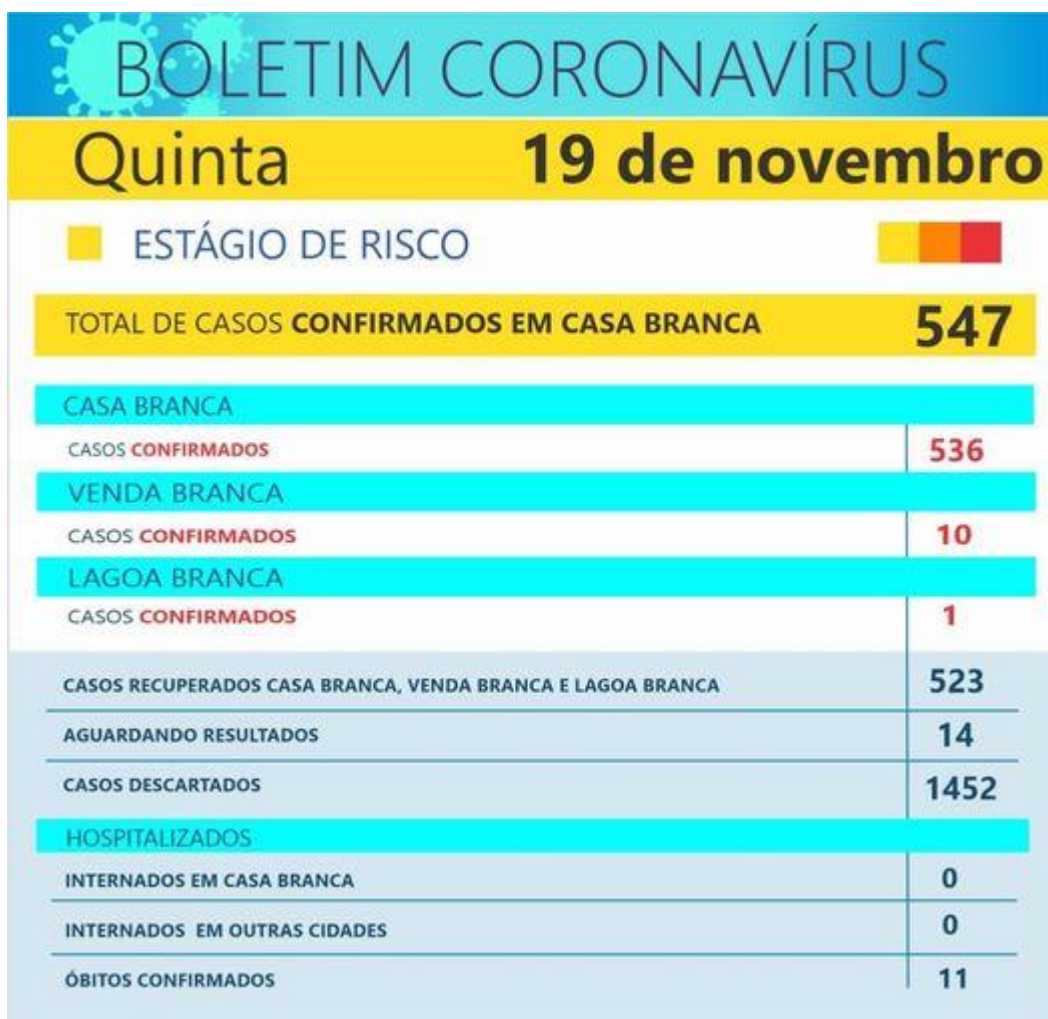 BOLETIM CORONAVÍRUS
Quinta 19 de novembro
ESTÁGIO DE RISCO
TOTAL DE CASOS CONFIRMADOS EM CASA BRANCA 547
CASA BRANCA
CASOS CONFIRMADOS 536
VENDA BRANCA
CASOS CONFIRMADOS 10
LAGOA BRANCA
CASOS CONFIRMADOS 1
CASOS RECUPERADOS CASA BRANCA, VENDA BRANCA E LAGOA BRANCA 523
AGUARDANDO RESULTADOS 14
CASOS DESCARTADOS 1452
HOSPITALIZADOS
INTERNADOS EM CASA BRANCA 0
INTERNADOS EM OUTRAS CIDADES 0
ÓBITOS CONFIRMADOS 11